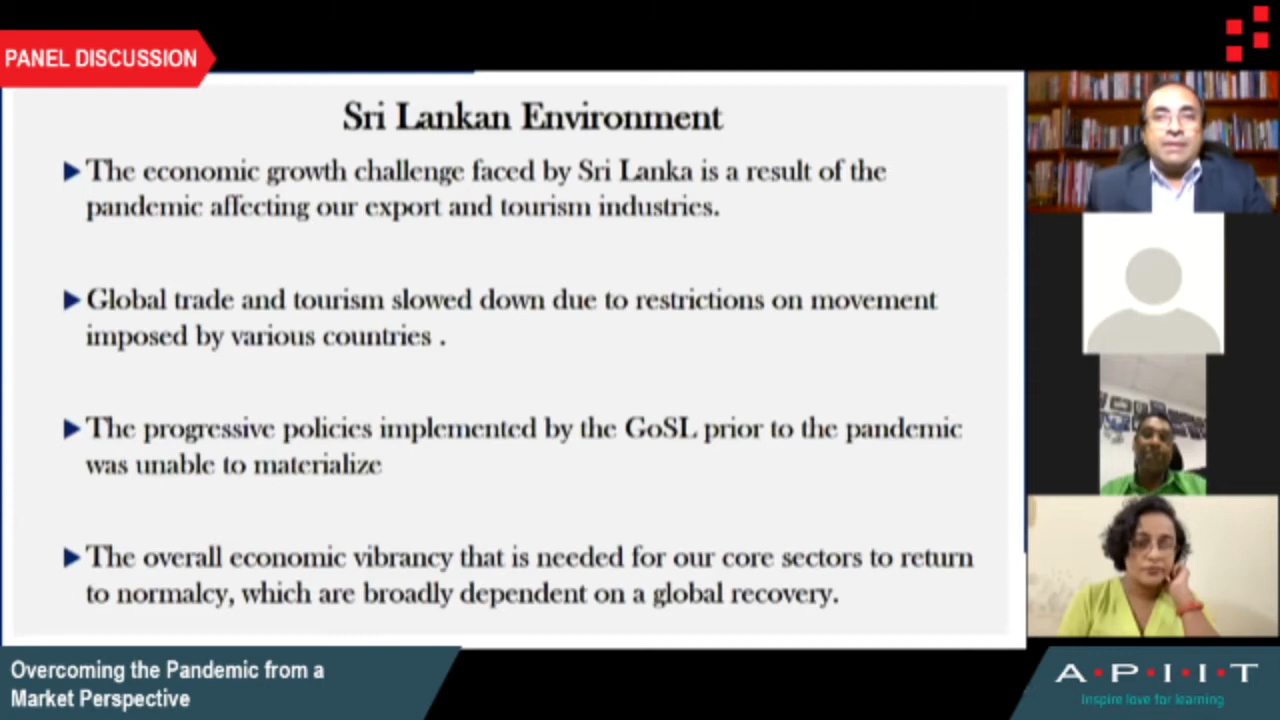 PANEL DISCUSSION
Sri Lankan Environment
The economic growth challenge faced by Sri Lanka is a result of the
pandemic affecting our export and tourism industries.
Global trade and tourism slowed down due to restrictions on movement
imposed by various countries .
The progressive policies implemented by the GoSL prior to the pandemic
was unable to materialize
The overall economic vibrancy that is needed for our core sectors to return
to normalcy, which are broadly dependent on a global recovery.
Overcoming the Pandemic from a
Market Perspective
A·P·I·I·T
Inspire love for learning